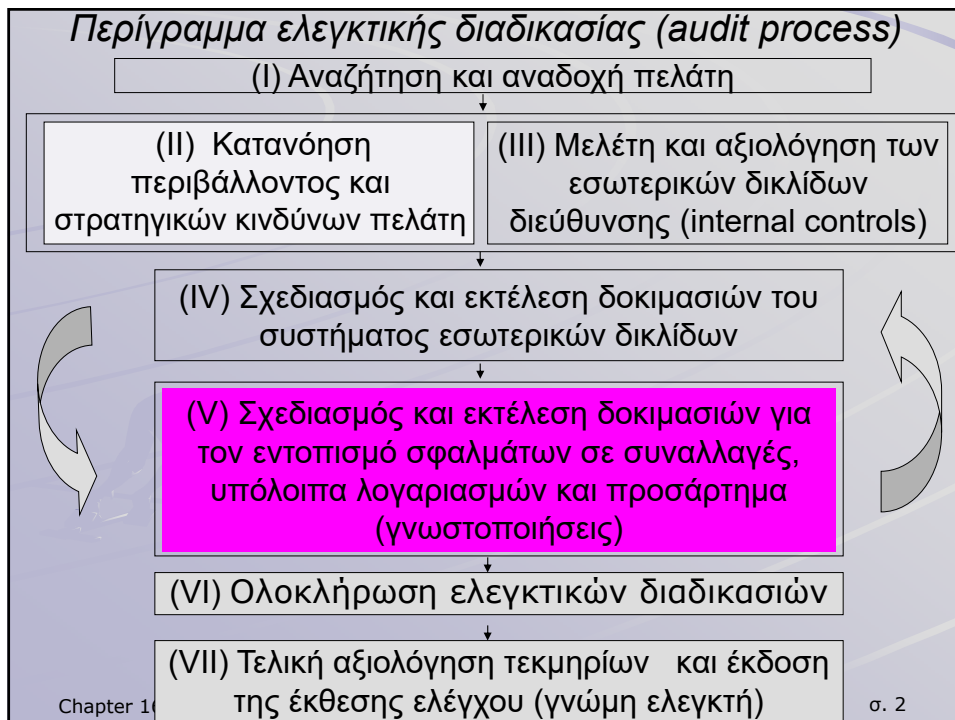 Περίγραμμα ελεγκτικής διαδικασίας (audit process)
(I) Αναζήτηση και αναδοχή πελάτη
(II) Κατανόηση
περιβάλλοντος και
στρατηγικών κινδύνων πελάτη
(III) Μελέτη και αξιολόγηση των
εσωτερικών δικλίδων
διεύθυνσης (internal controls)
(IV) Σχεδιασμός και εκτέλεση δοκιμασιών του
συστήματος εσωτερικών δικλίδων
(V) Σχεδιασμός και εκτέλεση δοκιμασιών για
τον εντοπισμό σφαλμάτων σε συναλλαγές,
υπόλοιπα λογαριασμών και προσάρτημα
(γνωστοποιήσεις)
(VI) Ολοκλήρωση ελεγκτικών διαδικασιών
(VII) Τελική αξιολόγηση τεκμηρίων και έκδοση
της έκθεσης ελέγχου (γνώμη ελεγκτή)
Chapter
σ. 2